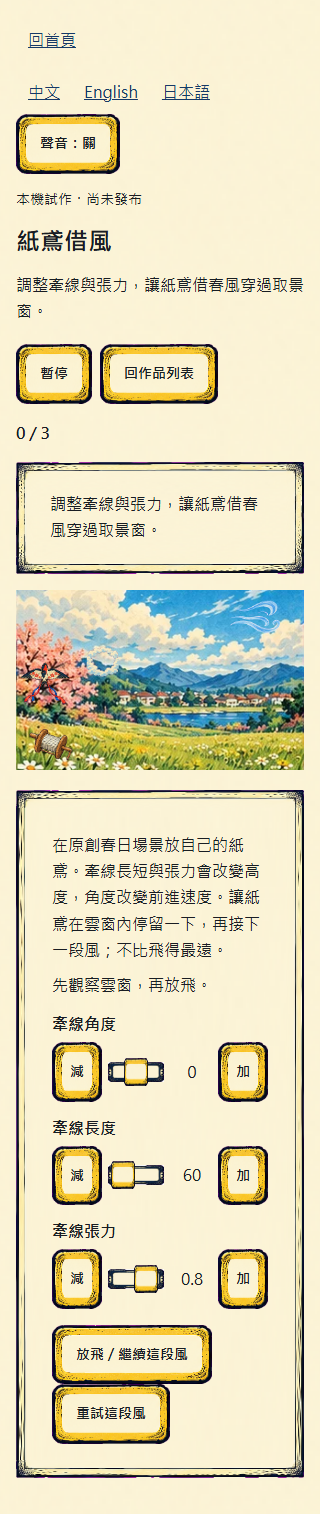 回首頁
中文 English 日本語
聲音：關
本機試作・尚未發布
紙鳶借風
調整牽線與張力，讓紙鳶借春風穿過取景
窗。
暫停 回作品列表
0 / 3
調整牽線與張力，讓紙鳶借春
風穿過取景窗。
在原創春日場景放自己的紙
鳶。牽線長短與張力會改變高
度，角度改變前進速度。讓紙
鳶在雲窗內停留一下，再接下
一段風；不比飛得最遠。
先觀察雲窗，再放飛。
牽線角度
減 0 加
牽線長度
減 60 加
牽線張力
減 0.8 加
放飛 / 繼續這段風
重試這段風